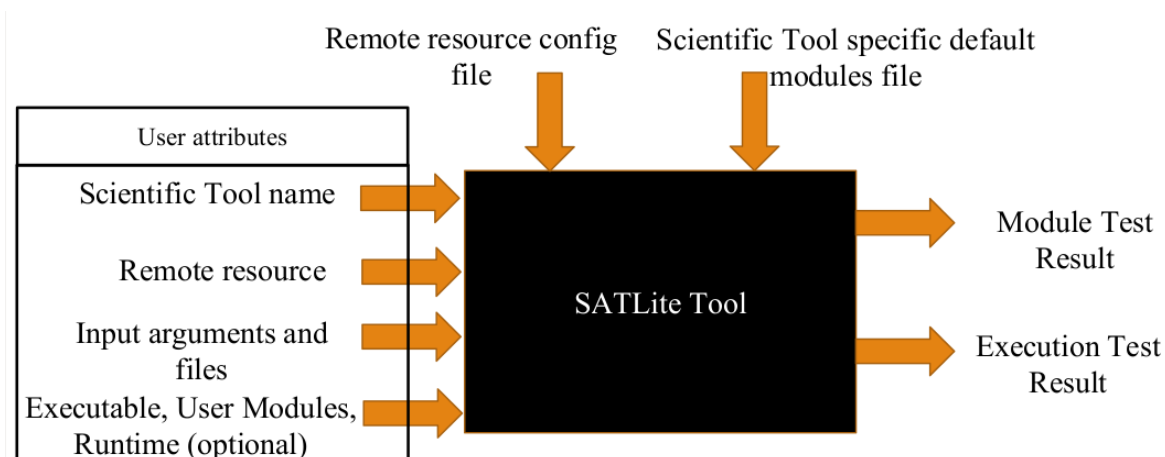 Remote resource config
file
Scientific Tool specific default
modules file
User attributes
Scientific Tool name
Remote resource
Input arguments and
files
Executable, User Modules,
Runtime (optional)
SATLite Tool
Module Test
Result
Execution Test
Result